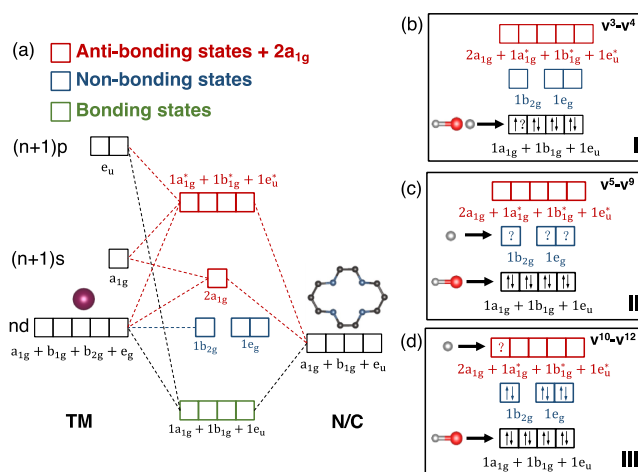 (a)
Anti-bonding states + 2a₁g
Non-bonding states
Bonding states
(n+1)p
eᵤ
1a*₁g + 1b*₁g + 1e*ᵤ
(n+1)s
a₁g
2a₁g
nd
a₁g + b₁g + b₂g + eg
1b₂g
1eg
a₁g + b₁g + eᵤ
1a₁g + 1b₁g + 1eᵤ
TM
N/C
(b)
v³-v⁴
2a₁g + 1a*₁g + 1b*₁g + 1e*ᵤ
1b₂g
1eg
?
1a₁g + 1b₁g + 1eᵤ
I
(c)
v⁵-v⁹
2a₁g + 1a*₁g + 1b*₁g + 1e*ᵤ
? ? ?
1b₂g
1eg
1a₁g + 1b₁g + 1eᵤ
II
(d)
v¹⁰-v¹²
?
2a₁g + 1a*₁g + 1b*₁g + 1e*ᵤ
1b₂g
1eg
1a₁g + 1b₁g + 1eᵤ
III